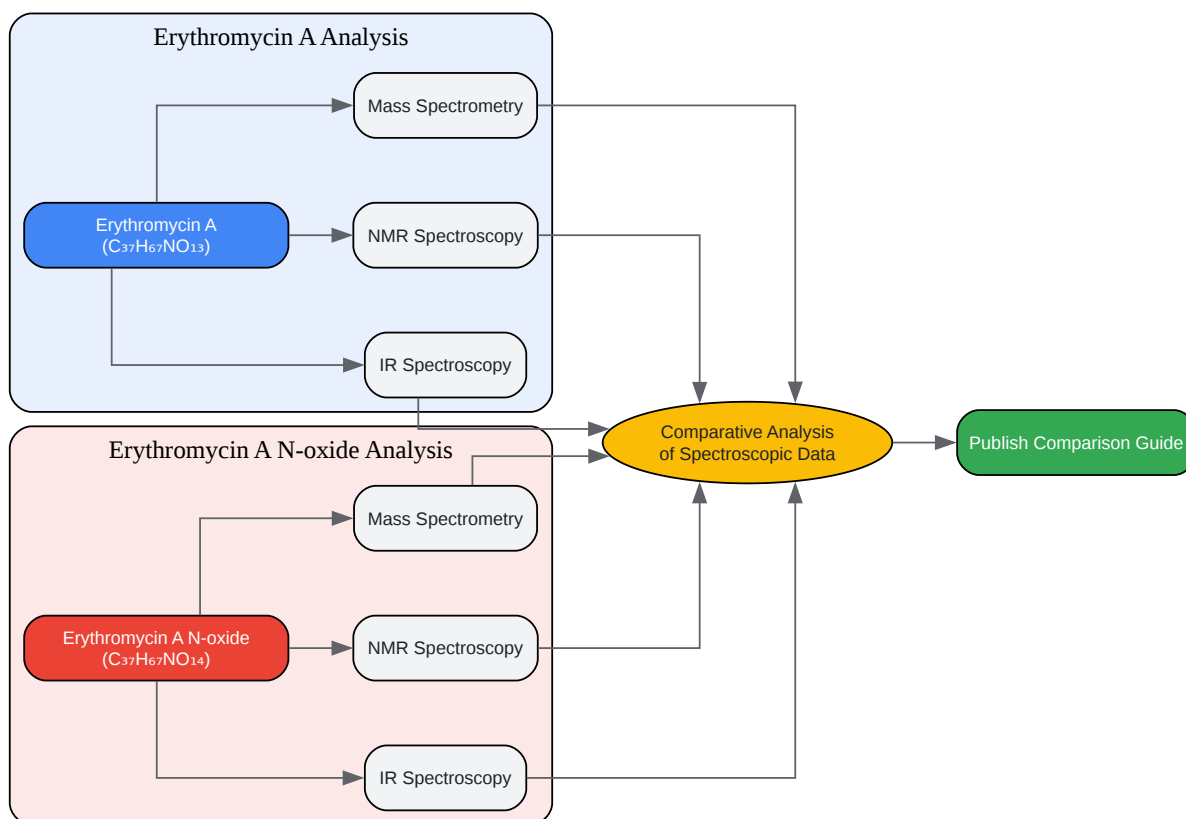 Erythromycin A Analysis
Mass Spectrometry
Erythromycin A
(C₃₇H₆₇NO₁₃)
NMR Spectroscopy
IR Spectroscopy
Erythromycin A N-oxide Analysis
Mass Spectrometry
Erythromycin A N-oxide
(C₃₇H₆₇NO₁₄)
NMR Spectroscopy
IR Spectroscopy
Comparative Analysis
of Spectroscopic Data
Publish Comparison Guide